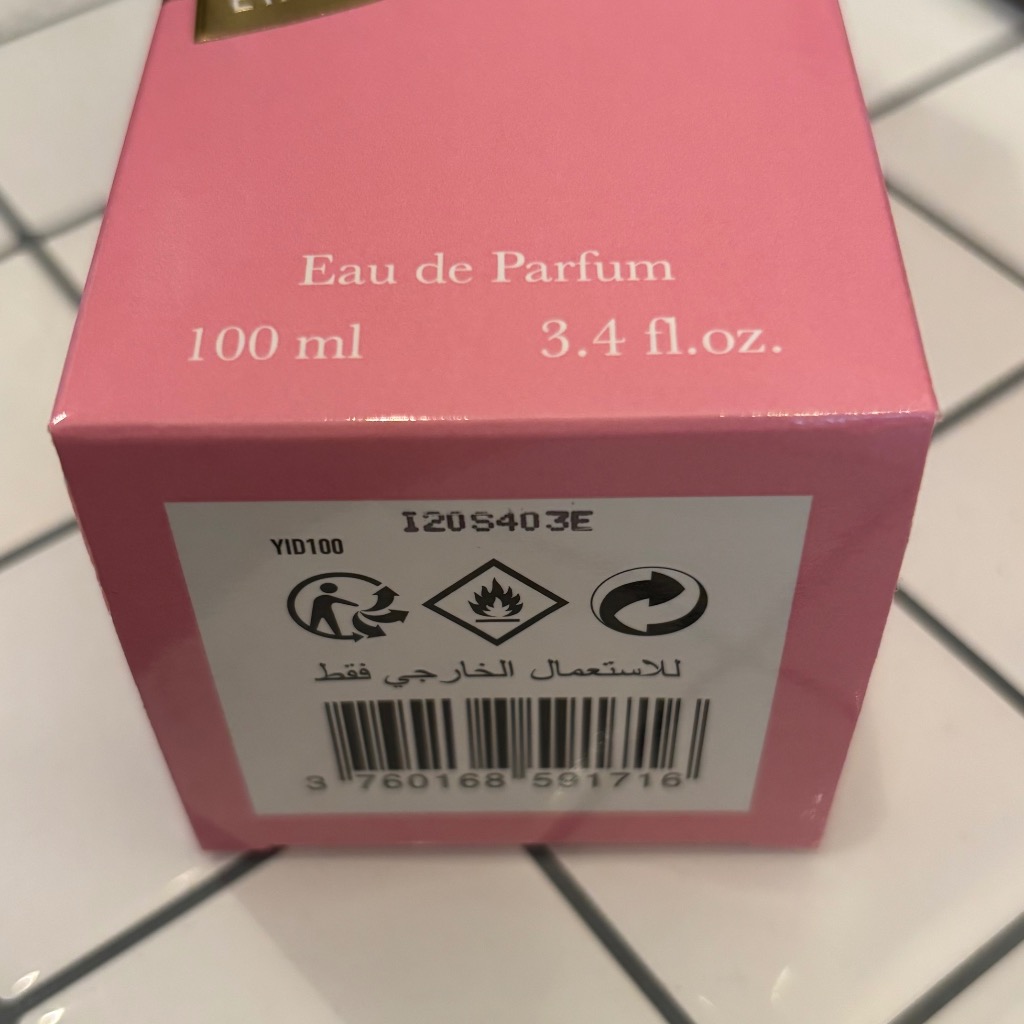 Eau de Parfum
100 ml 3.4 fl.oz.
I20S403E
YID100
للاستعمال الخارجي فقط
3 760168 591716